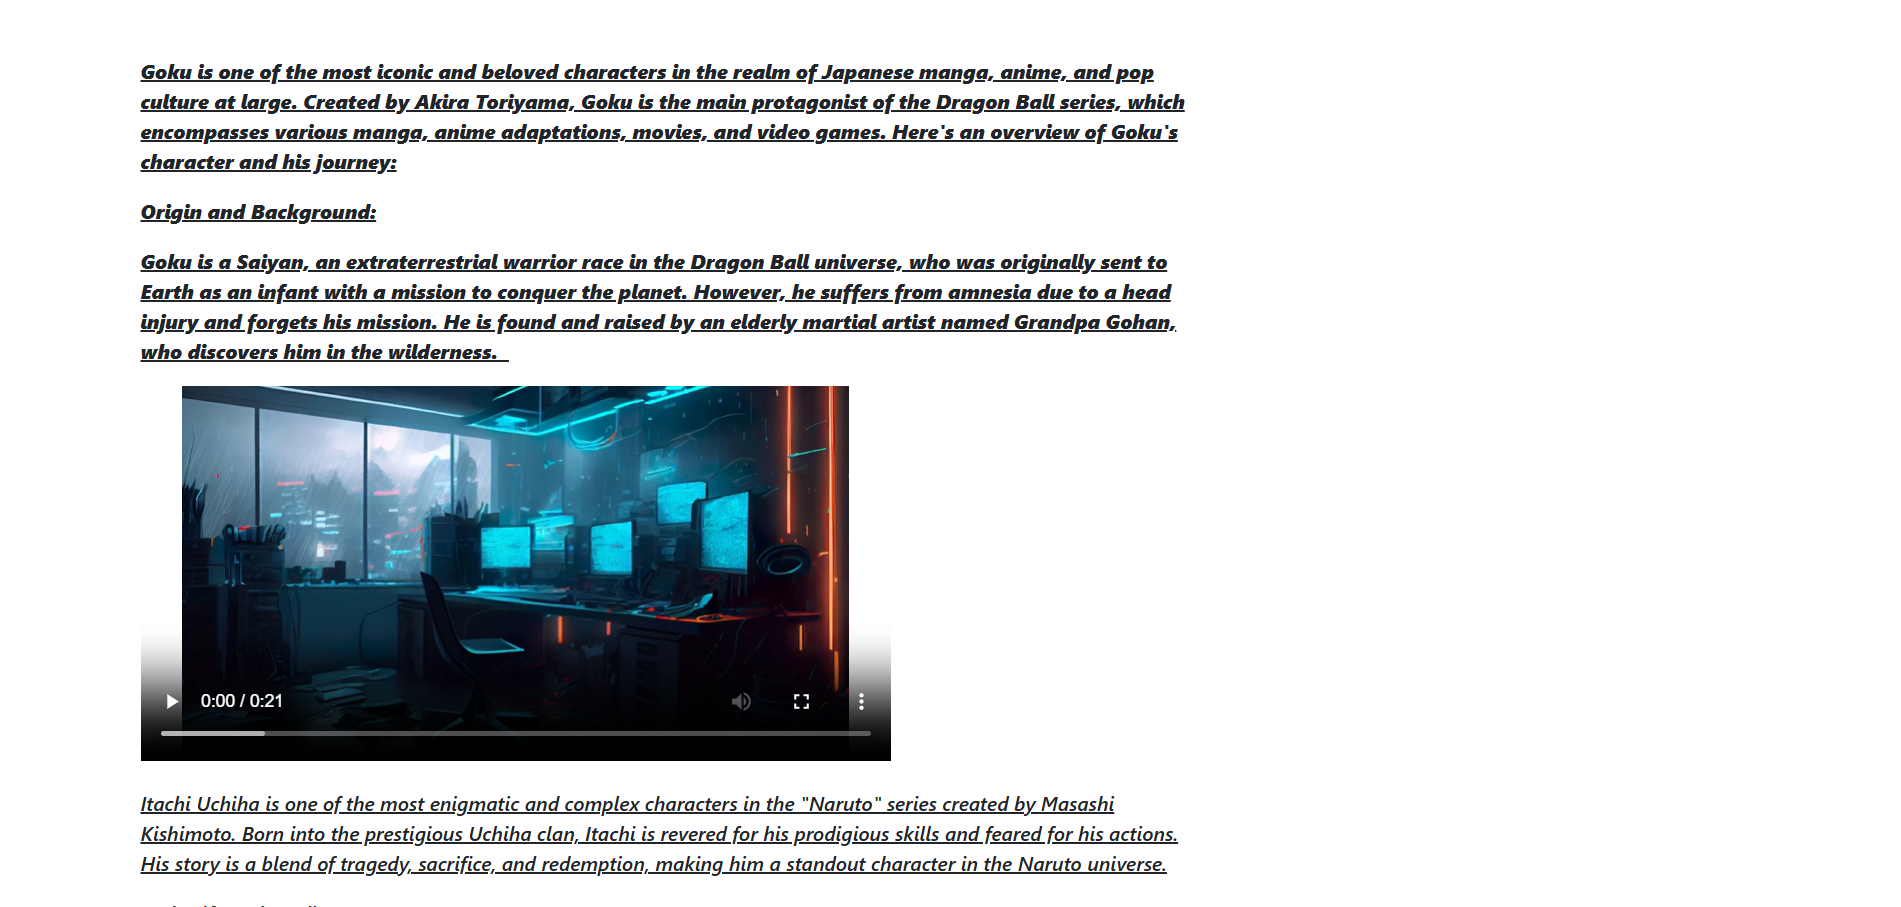 Goku is one of the most iconic and beloved characters in the realm of Japanese manga, anime, and pop
culture at large. Created by Akira Toriyama, Goku is the main protagonist of the Dragon Ball series, which
encompasses various manga, anime adaptations, movies, and video games. Here's an overview of Goku's
character and his journey:
Origin and Background:
Goku is a Saiyan, an extraterrestrial warrior race in the Dragon Ball universe, who was originally sent to
Earth as an infant with a mission to conquer the planet. However, he suffers from amnesia due to a head
injury and forgets his mission. He is found and raised by an elderly martial artist named Grandpa Gohan,
who discovers him in the wilderness.
0:00 / 0:21
Itachi Uchiha is one of the most enigmatic and complex characters in the "Naruto" series created by Masashi
Kishimoto. Born into the prestigious Uchiha clan, Itachi is revered for his prodigious skills and feared for his actions.
His story is a blend of tragedy, sacrifice, and redemption, making him a standout character in the Naruto universe.